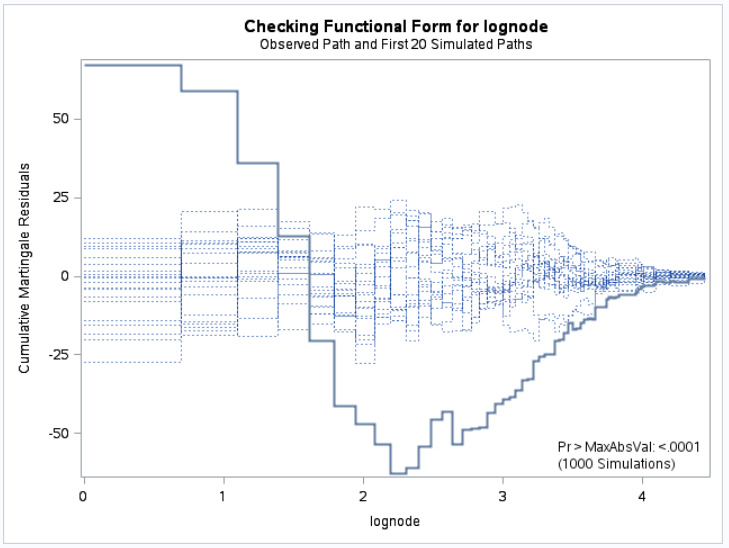 Checking Functional Form for lognode
Observed Path and First 20 Simulated Paths
Cumulative Martingale Residuals
50
25
0
-25
-50
Pr > MaxAbsVal: <.0001
(1000 Simulations)
0 1 2 3 4
lognode